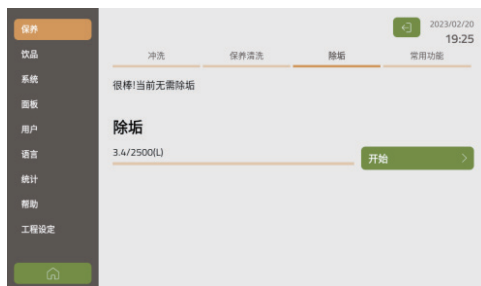 保养
饮品
系统
面板
用户
语言
统计
帮助
工程设定
2023/02/20
19:25
冲洗
保养清洗
除垢
常用功能
很棒!当前无需除垢
除垢
3.4/2500(L)
开始